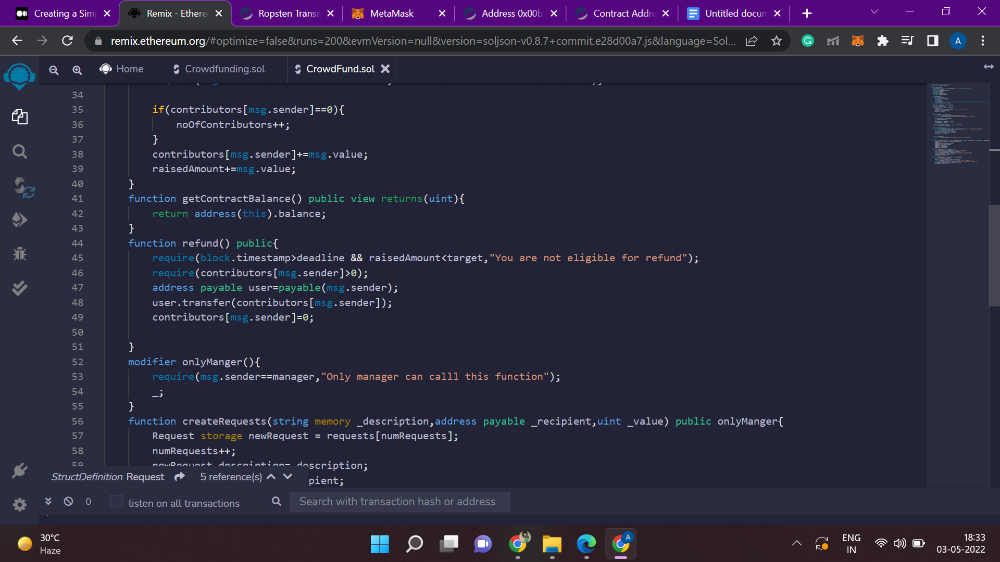 Creating a Sim
Remix - Ethere
Ropsten Transa
MetaMask
Address 0x00b
Contract Addre
Untitled docum
remix.ethereum.org/#optimize=false&runs=200&evmVersion=null&version=soljson-v0.8.7+commit.e28d00a7.js&language=Sol...
A
Home
Crowdfunding.sol
CrowdFund.sol
34
35 if(contributors[msg.sender]==0){
36 noOfContributors++;
37 }
38 contributors[msg.sender]+=msg.value;
39 raisedAmount+=msg.value;
40 }
41 function getContractBalance() public view returns(uint){
42 return address(this).balance;
43 }
44 function refund() public{
45 require(block.timestamp>deadline && raisedAmount<target,"You are not eligible for refund");
46 require(contributors[msg.sender]>0);
47 address payable user=payable(msg.sender);
48 user.transfer(contributors[msg.sender]);
49 contributors[msg.sender]=0;
50
51 }
52 modifier onlyManger(){
53 require(msg.sender==manager,"Only manager can calll this function");
54 _;
55 }
56 function createRequests(string memory _description,address payable _recipient,uint _value) public onlyManger{
57 Request storage newRequest = requests[numRequests];
58 numRequests++;
59 newRequest.description=_description;
pient;
StructDefinition Request 5 reference(s)
0 listen on all transactions Search with transaction hash or address
30°C
Haze
A
ENG
IN
18:33
03-05-2022